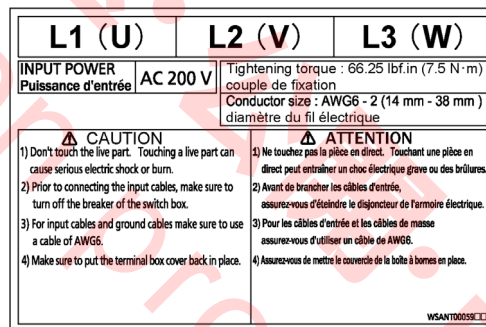 L1 (U) L2 (V) L3 (W)
INPUT POWER
Puissance d'entrée
AC 200 V
Tightening torque : 66.25 lbf.in (7.5 N·m)
couple de fixation
Conductor size : AWG6 - 2 (14 mm - 38 mm )
diamètre du fil électrique
⚠ CAUTION
1) Don't touch the live part. Touching a live part can
cause serious electric shock or burn.
2) Prior to connecting the input cables, make sure to
turn off the breaker of the switch box.
3) For input cables and ground cables make sure to use
a cable of AWG6.
4) Make sure to put the terminal box cover back in place.
⚠ ATTENTION
1) Ne touchez pas la pièce en direct. Touchant une pièce en
direct peut entraîner un choc électrique grave ou des brûlures.
2) Avant de brancher les câbles d'entrée,
assurez-vous d'éteindre le disjoncteur de l'armoire électrique.
3) Pour les câbles d'entrée et les câbles de masse
assurez-vous d'utiliser un câble de AWG6.
4) Assurez-vous de mettre le couvercle de la boîte à bornes en place.
WSANT00059□□